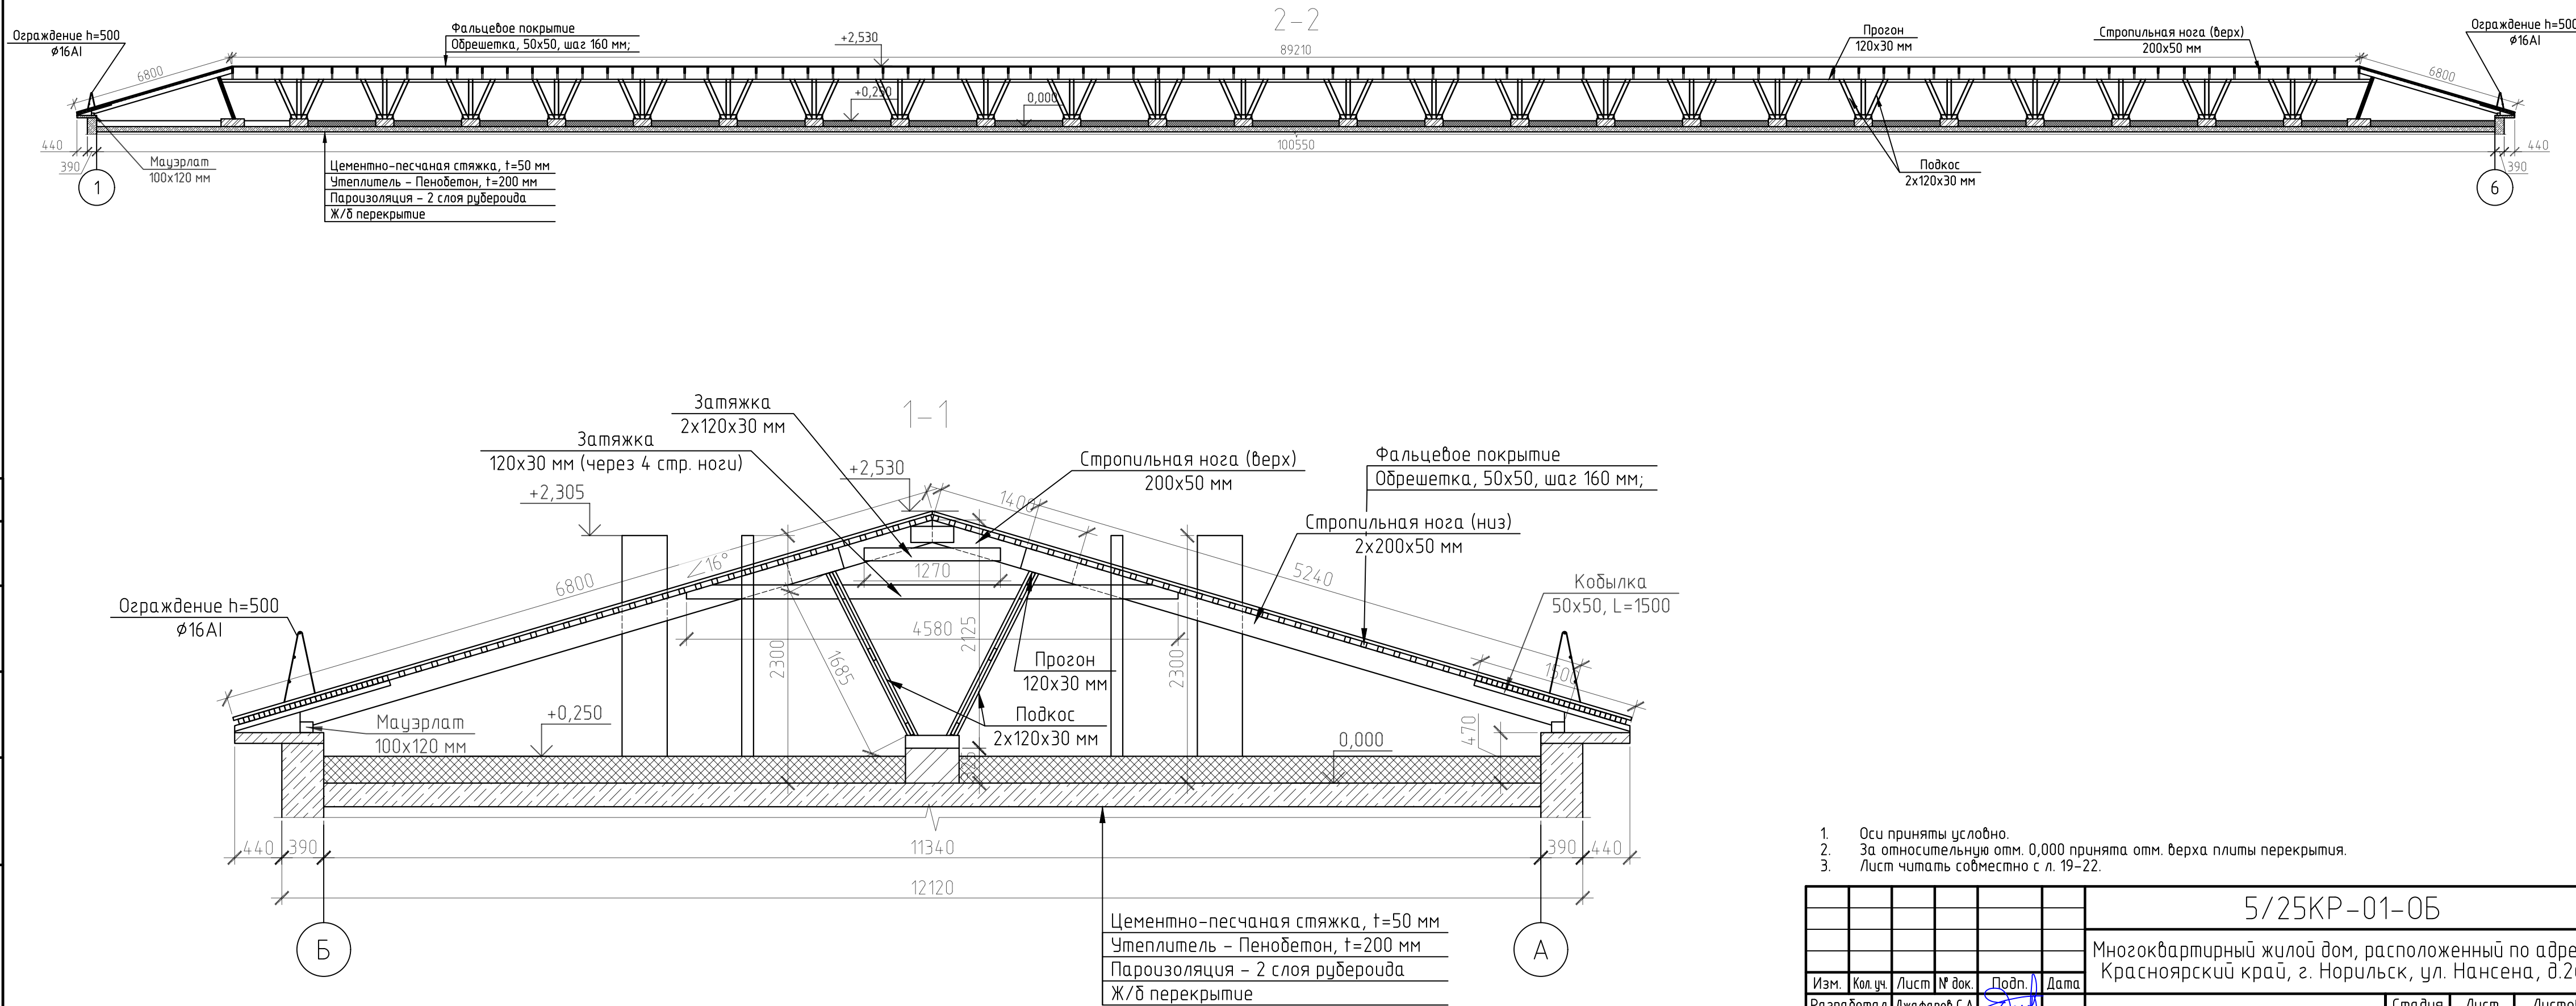 2-2
Ограждение h=500
⌀16АI
Фальцевое покрытие
Обрешетка, 50х50, шаг 160 мм;
+2,530
89210
Прогон
120х30 мм
Стропильная нога (верх)
200х50 мм
Ограждение h=500
⌀16АI
6800
6800
+0,250
0,000
440
390
Мауэрлат
100х120 мм
1
Цементно-песчаная стяжка, t=50 мм
Утеплитель - Пенобетон, t=200 мм
Пароизоляция - 2 слоя рубероида
Ж/б перекрытие
100550
Подкос
2х120х30 мм
440
390
6
1-1
Затяжка
2х120х30 мм
Затяжка
120х30 мм (через 4 стр. ноги)
+2,530
+2,305
Стропильная нога (верх)
200х50 мм
Фальцевое покрытие
Обрешетка, 50х50, шаг 160 мм;
1400
Стропильная нога (низ)
2х200х50 мм
6800
<16°
1270
5240
Кобылка
50х50, L=1500
Ограждение h=500
⌀16АI
4580
2125
2300
1685
2300
Прогон
120х30 мм
1500
Мауэрлат
100х120 мм
+0,250
Подкос
2х120х30 мм
0,000
470
325
440
390
11340
390
440
12120
Б
А
Цементно-песчаная стяжка, t=50 мм
Утеплитель - Пенобетон, t=200 мм
Пароизоляция - 2 слоя рубероида
Ж/б перекрытие
1. Оси приняты условно.
2. За относительную отм. 0,000 принята отм. верха плиты перекрытия.
3. Лист читать совместно с л. 19-22.
5/25КР-01-ОБ
Многоквартирный жилой дом, расположенный по
Красноярский край, г. Норильск, ул. Нансена,
Изм. Кол.уч. Лист № док. Подп. Дата
Разработал Джафаров С.А.
Стадия Лист